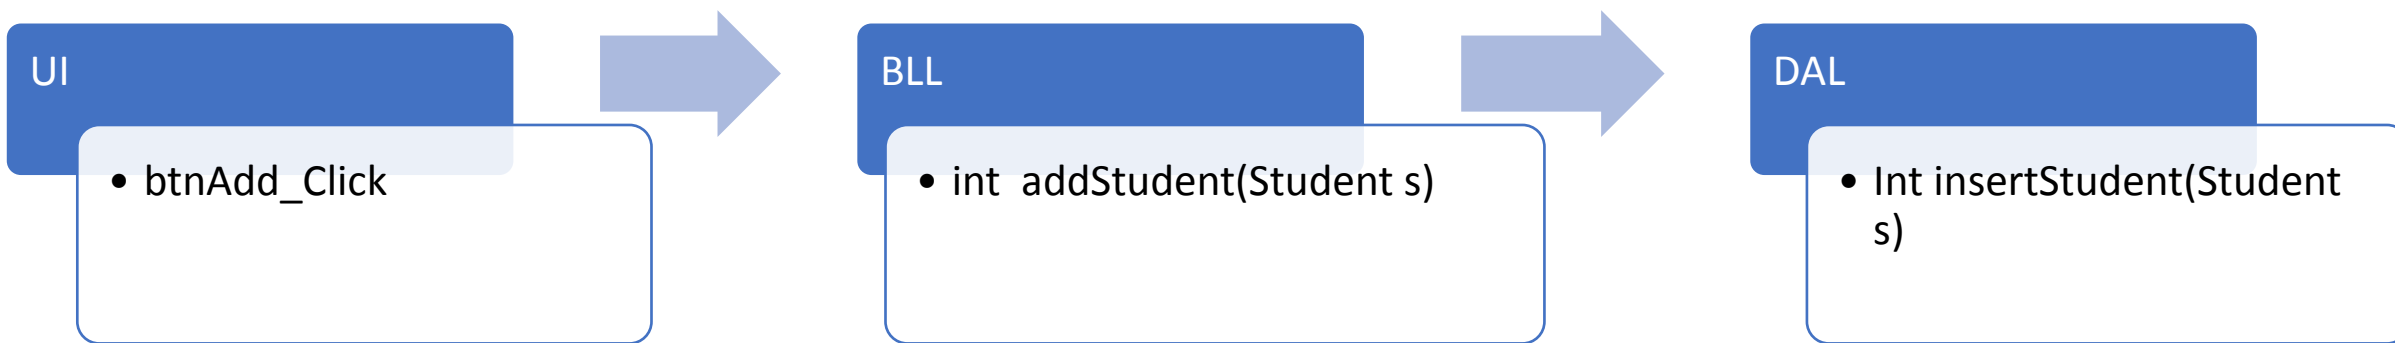 UI
• btnAdd_Click
BLL
• int  addStudent(Student s)
DAL
• Int insertStudent(Student
s)